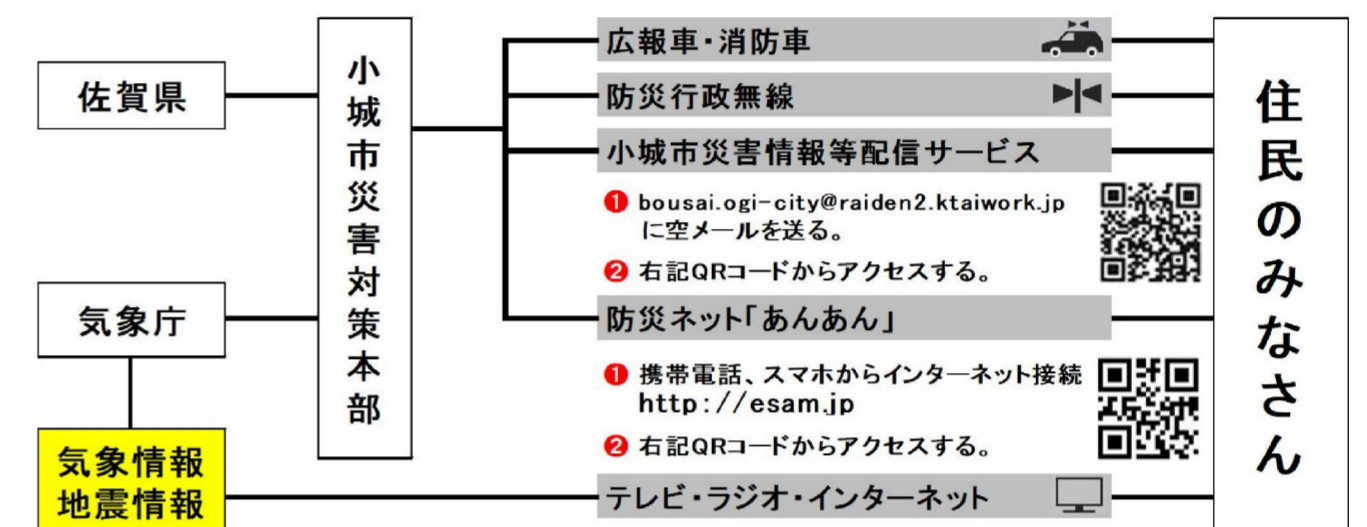 佐賀県
気象庁
気象情報
地震情報
小城市災害対策本部
広報車・消防車
防災行政無線
小城市災害情報等配信サービス
❶ bousai.ogi-city@raiden2.ktaiwork.jp
に空メールを送る。
❷ 右記QRコードからアクセスする。
防災ネット「あんあん」
❶ 携帯電話、スマホからインターネット接続
http://esam.jp
❷ 右記QRコードからアクセスする。
テレビ・ラジオ・インターネット
住民のみなさん